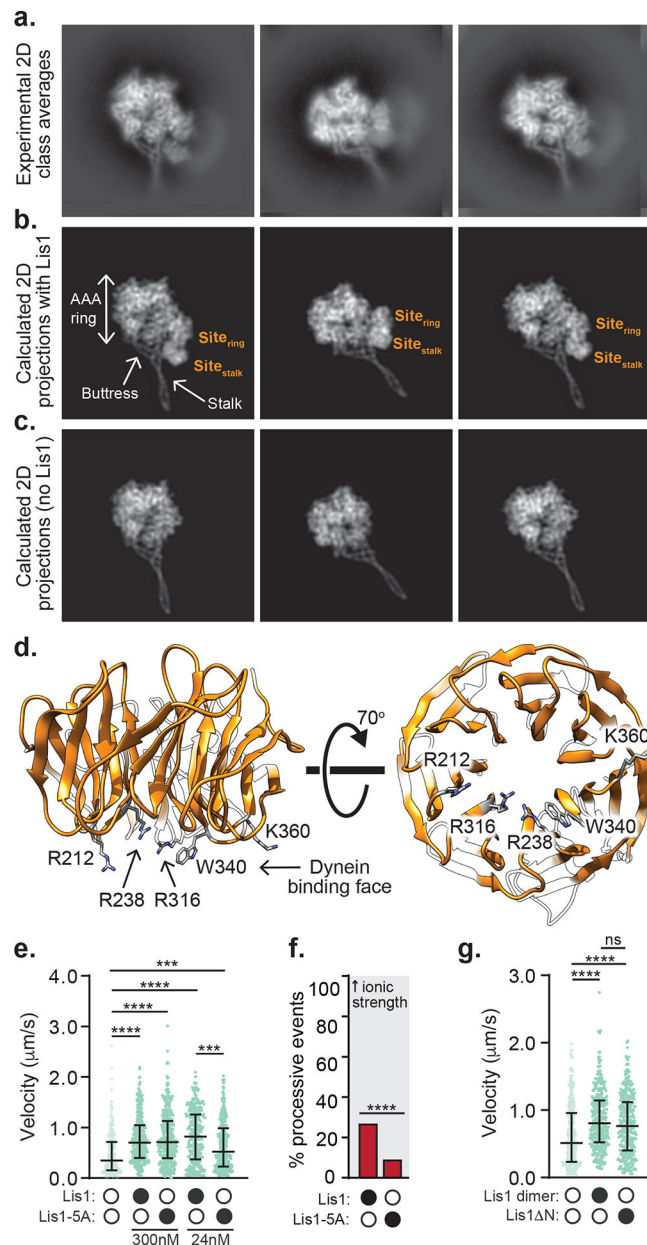 a.
Experimental 2D
class averages
b.
Calculated 2D
projections with Lis1
AAA
ring
Buttress
Stalk
Site ring
Site stalk
Site ring
Site stalk
Site ring
Site stalk
c.
Calculated 2D
projections (no Lis1)
d.
R212
R238
R316
W340
K360
Dynein
binding face
70°
K360
R212
R316
R238
W340
e.
Velocity (μm/s)
4.0
3.0
2.0
1.0
0.0
***
****
****
****
***
Lis1:
Lis1-5A:
300nM
24nM
f.
% processive events
100
80
60
40
20
0
↑ ionic
strength
****
Lis1:
Lis1-5A:
g.
Velocity (μm/s)
3.0
2.0
1.0
0.0
ns
****
****
Lis1 dimer:
Lis1ΔN: